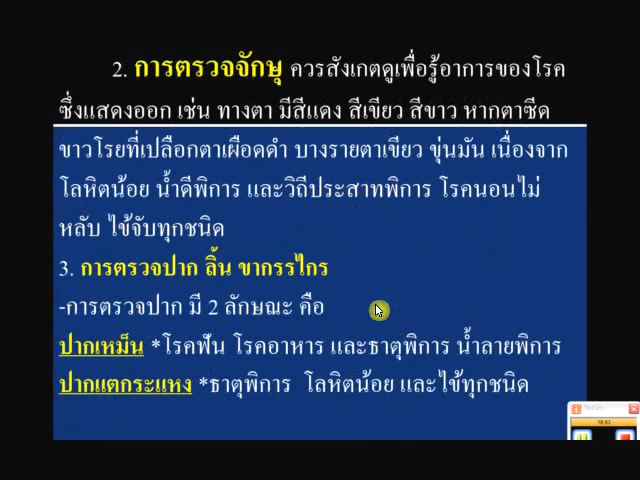 2. การตรวจจักษุ ควรสังเกตดูเพื่อรู้อาการของโรค
ซึ่งแสดงออก เช่น ทางตา มีสีแดง สีเขียว สีขาว หากตาซีด
ขาวโรยที่เปลือกตาเผือดดำ บางรายตาเขียว ขุ่นมัน เนื่องจาก
โลหิตน้อย น้ำดีพิการ และวิถีประสาทพิการ โรคนอนไม่
หลับ ไข้จับทุกชนิด
3. การตรวจปาก ลิ้น ขากรรไกร
-การตรวจปาก มี 2 ลักษณะ คือ
ปากเหม็น *โรคฟัน โรคอาหาร และธาตุพิการ น้ำลายพิการ
ปากแตกระแหง *ธาตุพิการ โลหิตน้อย และไข้ทุกชนิด